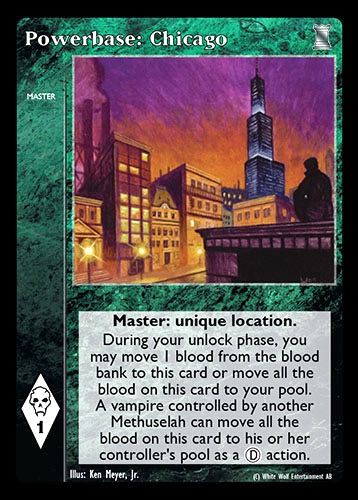 Powerbase: Chicago
MASTER
Master: unique location.
During your unlock phase, you
may move 1 blood from the blood
bank to this card or move all the
blood on this card to your pool.
A vampire controlled by another
Methuselah can move all the
blood on this card to his or her
controller's pool as a Ⓓ action.
1
Illus: Ken Meyer, Jr.
(C) White Wolf Entertainment AB